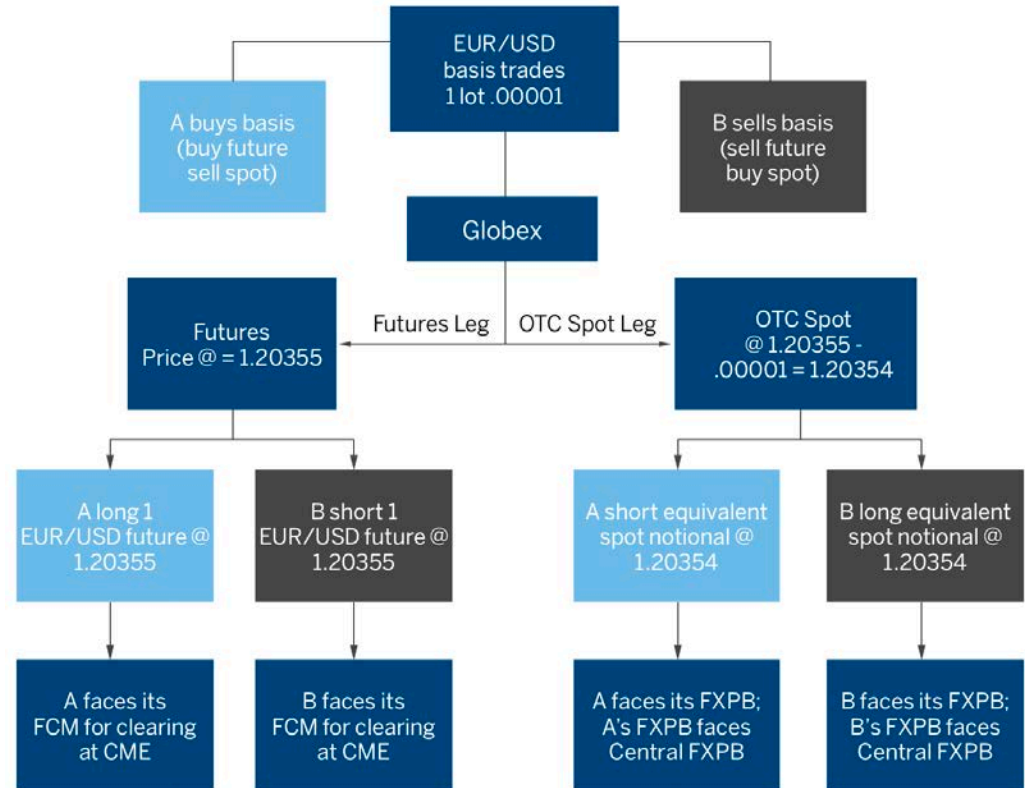 EUR/USD
basis trades
1 lot .00001
A buys basis
(buy future
sell spot)
B sells basis
(sell future
buy spot)
Globex
Futures Leg
OTC Spot Leg
Futures
Price @ = 1.20355
OTC Spot
@ 1.20355 -
.00001 = 1.20354
A long 1
EUR/USD future @
1.20355
B short 1
EUR/USD future @
1.20355
A short equivalent
spot notional @
1.20354
B long equivalent
spot notional @
1.20354
A faces its
FCM for clearing
at CME
B faces its
FCM for clearing
at CME
A faces its FXPB;
A's FXPB faces
Central FXPB
B faces its FXPB;
B's FXPB faces
Central FXPB